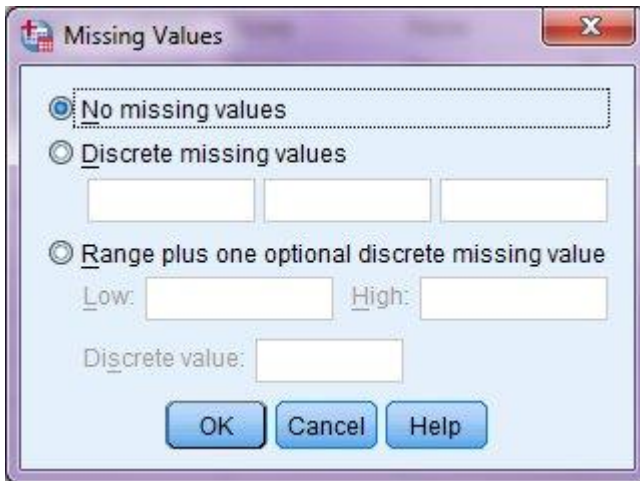 Missing Values
No missing values
Discrete missing values
Range plus one optional discrete missing value
Low: High:
Discrete value:
OK Cancel Help